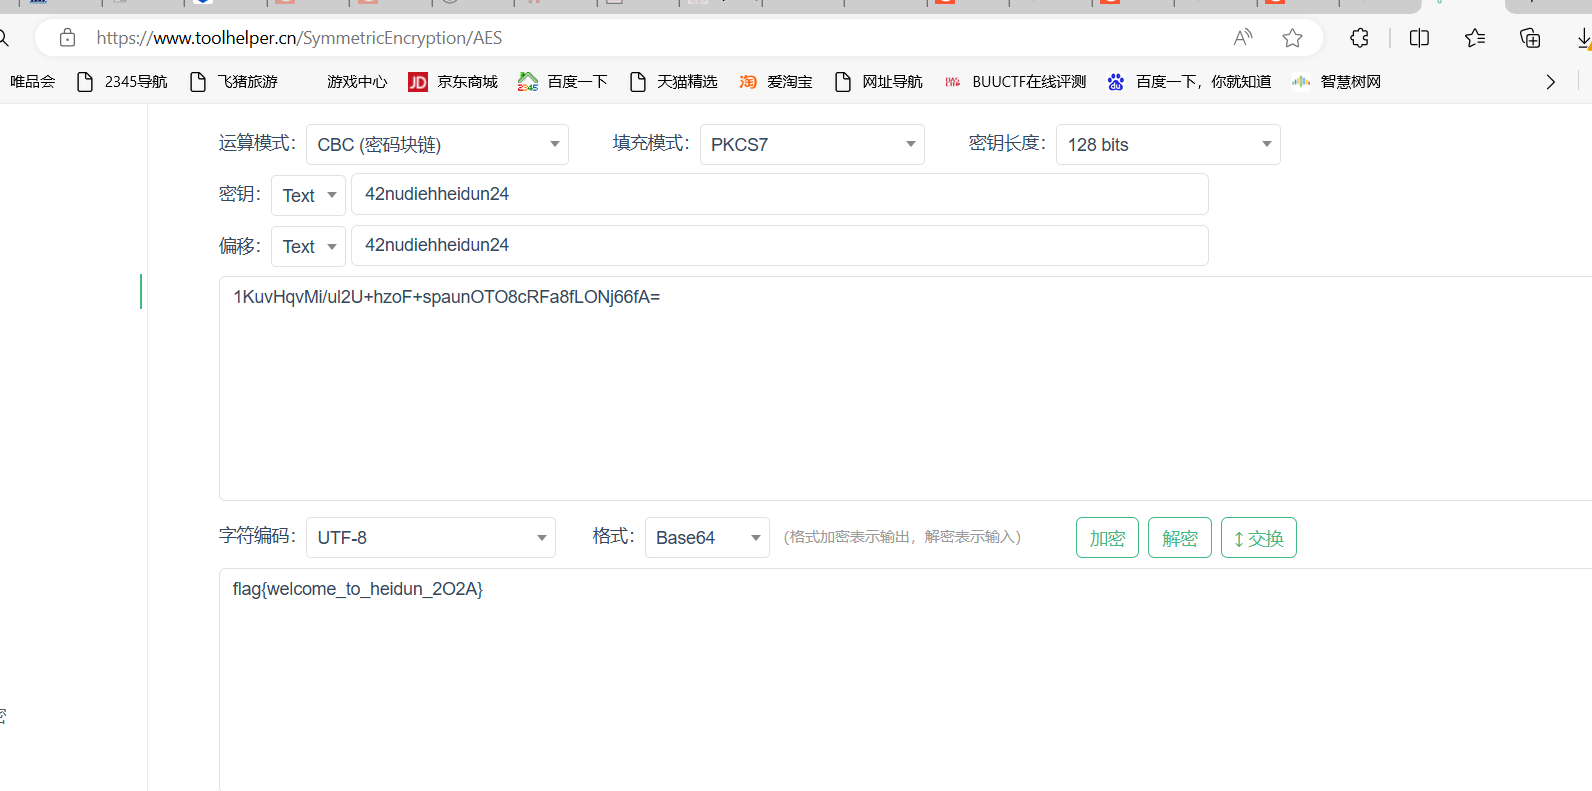 https://www.toolhelper.cn/SymmetricEncryption/AES
唯品会 2345导航 飞猪旅游 游戏中心 京东商城 百度一下 天猫精选 爱淘宝 网址导航 BUUCTF在线评测 百度一下，你就知道 智慧树网
运算模式： CBC (密码块链) 填充模式： PKCS7 密钥长度： 128 bits
密钥： Text 42nudiehheidun24
偏移： Text 42nudiehheidun24
1KuvHqvMi/ul2U+hzoF+spaunOTO8cRFa8fLONj66fA=
字符编码： UTF-8 格式： Base64 (格式加密表示输出，解密表示输入) 加密 解密 交换
flag{welcome_to_heidun_2O2A}
密